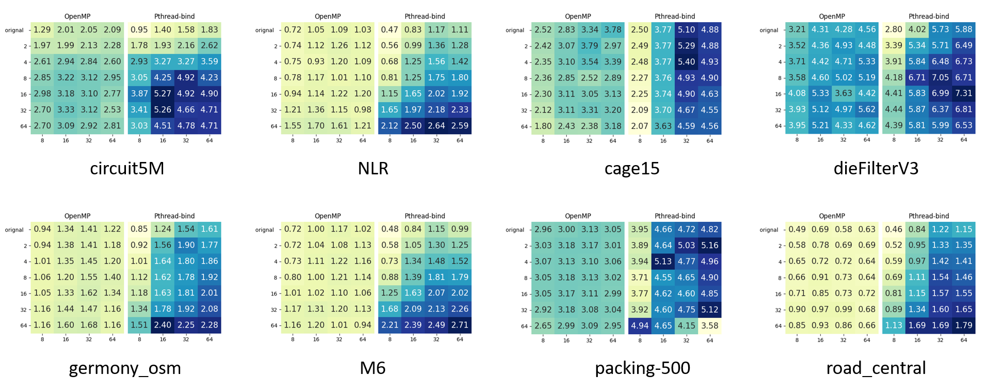 OpenMP Pthread-bind OpenMP Pthread-bind OpenMP Pthread-bind OpenMP Pthread-bind
orignal 1.29 2.01 2.05 2.09 0.95 1.40 1.58 1.83 orignal 0.72 1.05 1.09 1.03 0.47 0.83 1.17 1.11 orignal 2.52 2.83 3.34 3.78 2.50 3.77 5.10 4.88 orignal 3.21 4.31 4.28 4.56 2.80 4.02 5.73 5.88
2 1.97 1.99 2.13 2.28 1.78 1.93 2.16 2.62 2 0.74 1.12 1.26 1.12 0.56 0.99 1.36 1.28 2 2.42 3.07 3.79 2.97 2.49 3.77 5.29 4.88 2 3.52 4.36 4.93 4.48 3.39 5.34 5.71 6.49
4 2.61 2.94 2.84 2.60 2.93 3.27 3.27 3.59 4 0.75 0.93 1.20 1.09 0.68 1.25 1.56 1.42 4 2.35 3.10 3.54 3.39 2.48 3.77 5.40 4.93 4 3.71 4.42 4.71 5.33 3.91 5.84 6.48 6.73
8 2.85 3.22 3.12 2.95 3.05 4.25 4.92 4.23 8 0.78 1.17 1.01 1.10 0.81 1.25 1.75 1.80 8 2.36 2.85 2.52 2.89 2.27 3.76 4.93 4.90 8 3.58 4.60 5.02 5.19 4.18 6.71 7.05 6.71
16 2.98 3.18 3.10 2.77 3.87 5.27 4.92 4.90 16 0.94 1.14 1.22 1.20 1.15 1.65 2.02 1.92 16 2.30 3.11 3.05 3.13 2.25 3.74 4.90 4.63 16 4.08 5.33 3.63 4.42 4.41 5.83 6.99 7.31
32 2.70 3.33 3.12 2.53 3.41 5.26 4.66 4.71 32 1.21 1.36 1.15 0.98 1.65 1.97 2.18 2.33 32 2.12 3.11 3.31 3.20 2.09 3.70 4.67 4.55 32 3.93 5.12 4.97 5.62 4.44 5.87 6.37 6.81
64 2.70 3.09 2.92 2.81 3.03 4.51 4.78 4.71 64 1.55 1.70 1.61 1.21 2.12 2.50 2.64 2.59 64 1.80 2.43 2.38 3.18 2.07 3.63 4.59 4.56 64 3.95 5.21 4.33 4.62 4.39 5.81 5.99 6.53
8 16 32 64 8 16 32 64 8 16 32 64 8 16 32 64 8 16 32 64 8 16 32 64 8 16 32 64 8 16 32 64
circuit5M NLR cage15 dieFilterV3
OpenMP Pthread-bind OpenMP Pthread-bind OpenMP Pthread-bind OpenMP Pthread-bind
orignal 0.94 1.34 1.41 1.22 0.85 1.24 1.54 1.61 orignal 0.72 1.00 1.17 1.02 0.48 0.84 1.15 0.99 orignal 2.96 3.00 3.13 3.05 3.95 4.66 4.72 4.82 orignal 0.49 0.69 0.58 0.63 0.46 0.84 1.22 1.15
2 0.94 1.38 1.41 1.18 0.92 1.56 1.90 1.77 2 0.72 1.04 1.08 1.13 0.58 1.05 1.30 1.25 2 3.03 3.18 3.17 3.01 3.89 4.64 5.03 5.16 2 0.58 0.78 0.69 0.69 0.52 0.95 1.33 1.35
4 1.01 1.35 1.45 1.20 1.01 1.64 1.80 1.86 4 0.73 1.11 1.22 1.16 0.73 1.34 1.48 1.52 4 3.07 3.13 3.10 3.06 3.94 5.13 4.77 4.96 4 0.65 0.72 0.72 0.64 0.59 0.97 1.42 1.41
8 1.06 1.20 1.55 1.40 1.12 1.62 1.78 1.92 8 0.80 1.00 1.21 1.14 0.88 1.39 1.81 1.79 8 3.05 3.18 3.13 3.02 3.71 4.55 4.65 4.90 8 0.66 0.91 0.73 0.64 0.69 1.11 1.54 1.46
16 1.05 1.33 1.62 1.34 1.18 1.63 1.81 2.01 16 1.01 1.02 1.10 1.06 1.25 1.63 2.07 2.02 16 3.05 3.17 3.11 2.99 3.77 4.62 4.60 4.85 16 0.71 0.85 0.73 0.72 0.81 1.15 1.57 1.55
32 1.16 1.44 1.47 1.16 1.34 1.78 1.92 2.08 32 1.17 1.31 1.20 1.13 1.68 2.09 2.13 2.26 32 2.92 3.18 3.08 3.04 3.92 4.60 4.75 5.12 32 0.90 0.97 0.99 0.68 0.89 1.34 1.60 1.65
64 1.16 1.60 1.68 1.16 1.51 2.40 2.25 2.28 64 1.16 1.20 1.01 0.94 2.21 2.39 2.49 2.71 64 2.65 2.99 3.09 2.95 4.94 4.65 4.15 3.58 64 0.85 0.93 0.86 0.66 1.13 1.69 1.69 1.79
8 16 32 64 8 16 32 64 8 16 32 64 8 16 32 64 8 16 32 64 8 16 32 64 8 16 32 64 8 16 32 64
germony_osm M6 packing-500 road_central